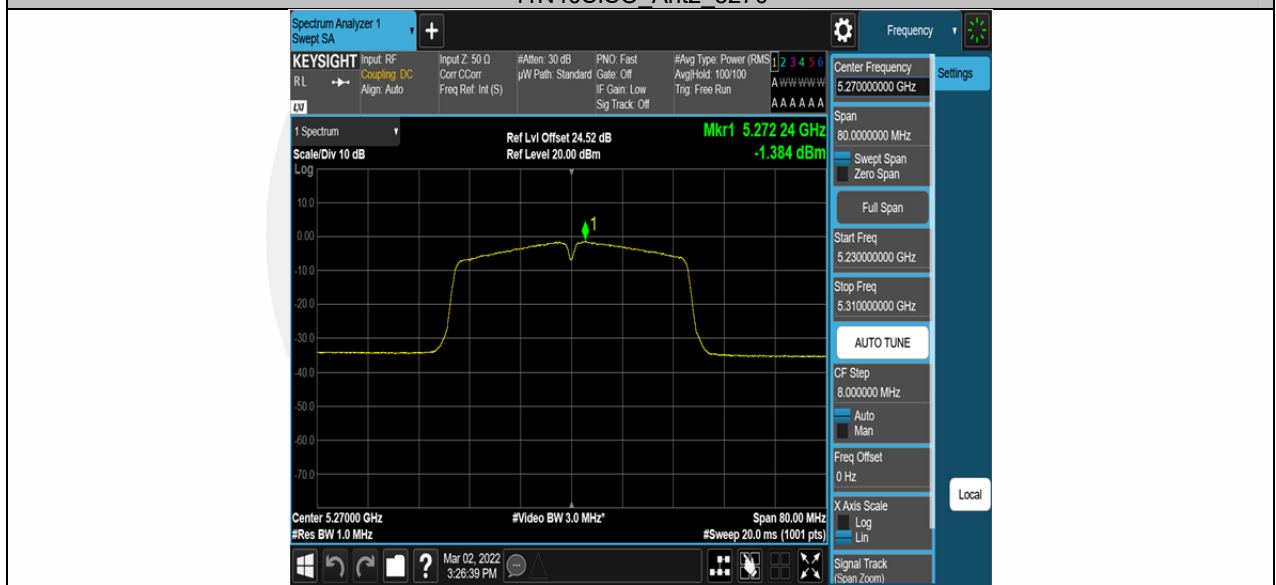 Spectrum Analyzer 1
Swept SA
+
Frequency
KEYSIGHT
RL
LXI
Input: RF
Coupling: DC
Align: Auto
Input Z: 50 Ω
Corr CCorr
Freq Ref: Int (S)
#Atten: 30 dB
µW Path: Standard
PNO: Fast
Gate: Off
IF Gain: Low
Sig Track: Off
#Avg Type: Power (RMS
Avg|Hold: 100/100
Trig: Free Run
1 2 3 4 5 6
A W W W W W
A A A A A A
1 Spectrum
Scale/Div 10 dB
Log
Ref Lvl Offset 24.52 dB
Ref Level 20.00 dBm
Mkr1 5.272 24 GHz
-1.384 dBm
10.0
0.00
-10.0
-20.0
-30.0
-40.0
-50.0
-60.0
-70.0
1
Center 5.27000 GHz
#Res BW 1.0 MHz
#Video BW 3.0 MHz*
Span 80.00 MHz
#Sweep 20.0 ms (1001 pts)
Center Frequency
5.270000000 GHz
Span
80.0000000 MHz
Swept Span
Zero Span
Full Span
Start Freq
5.230000000 GHz
Stop Freq
5.310000000 GHz
AUTO TUNE
CF Step
8.000000 MHz
Auto
Man
Freq Offset
0 Hz
X Axis Scale
Log
Lin
Signal Track
(Span Zoom)
Settings
Local
?
Mar 02, 2022
3:26:39 PM